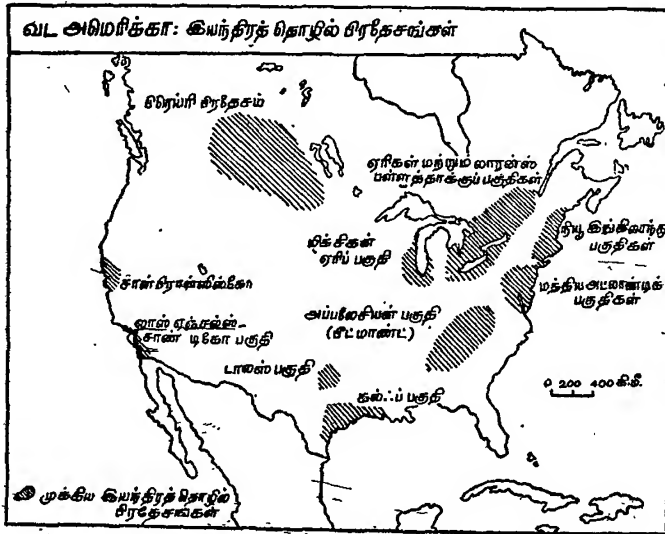 வட அமெரிக்கா: இயந்திரத் தொழில் பிரதேசங்கள்
பிரெய்ரி பிரதேசம்
ஏரிகள் மற்றும் லாரன்ஸ்
பள்ளத்தாக்குப் பகுதிகள்
நியூ இங்கிலாந்து
பகுதிகள்
மிக்சிகன்
ஏரிப் பகுதி
மத்திய அட்லாண்டிக்
பகுதிகள்
சான்பிரான்ஸிஸ்கோ
அப்பலேசியன் பகுதி
(பீட்மாண்ட்)
லாஸ் ஏஞ்சல்ஸ்-
சாண் டிகோ பகுதி
டாலஸ் பகுதி
கல்ஃப் பகுதி
0 200 400 கி.மீ.
முக்கிய இயந்திரத் தொழில்
பிரதேசங்கள்